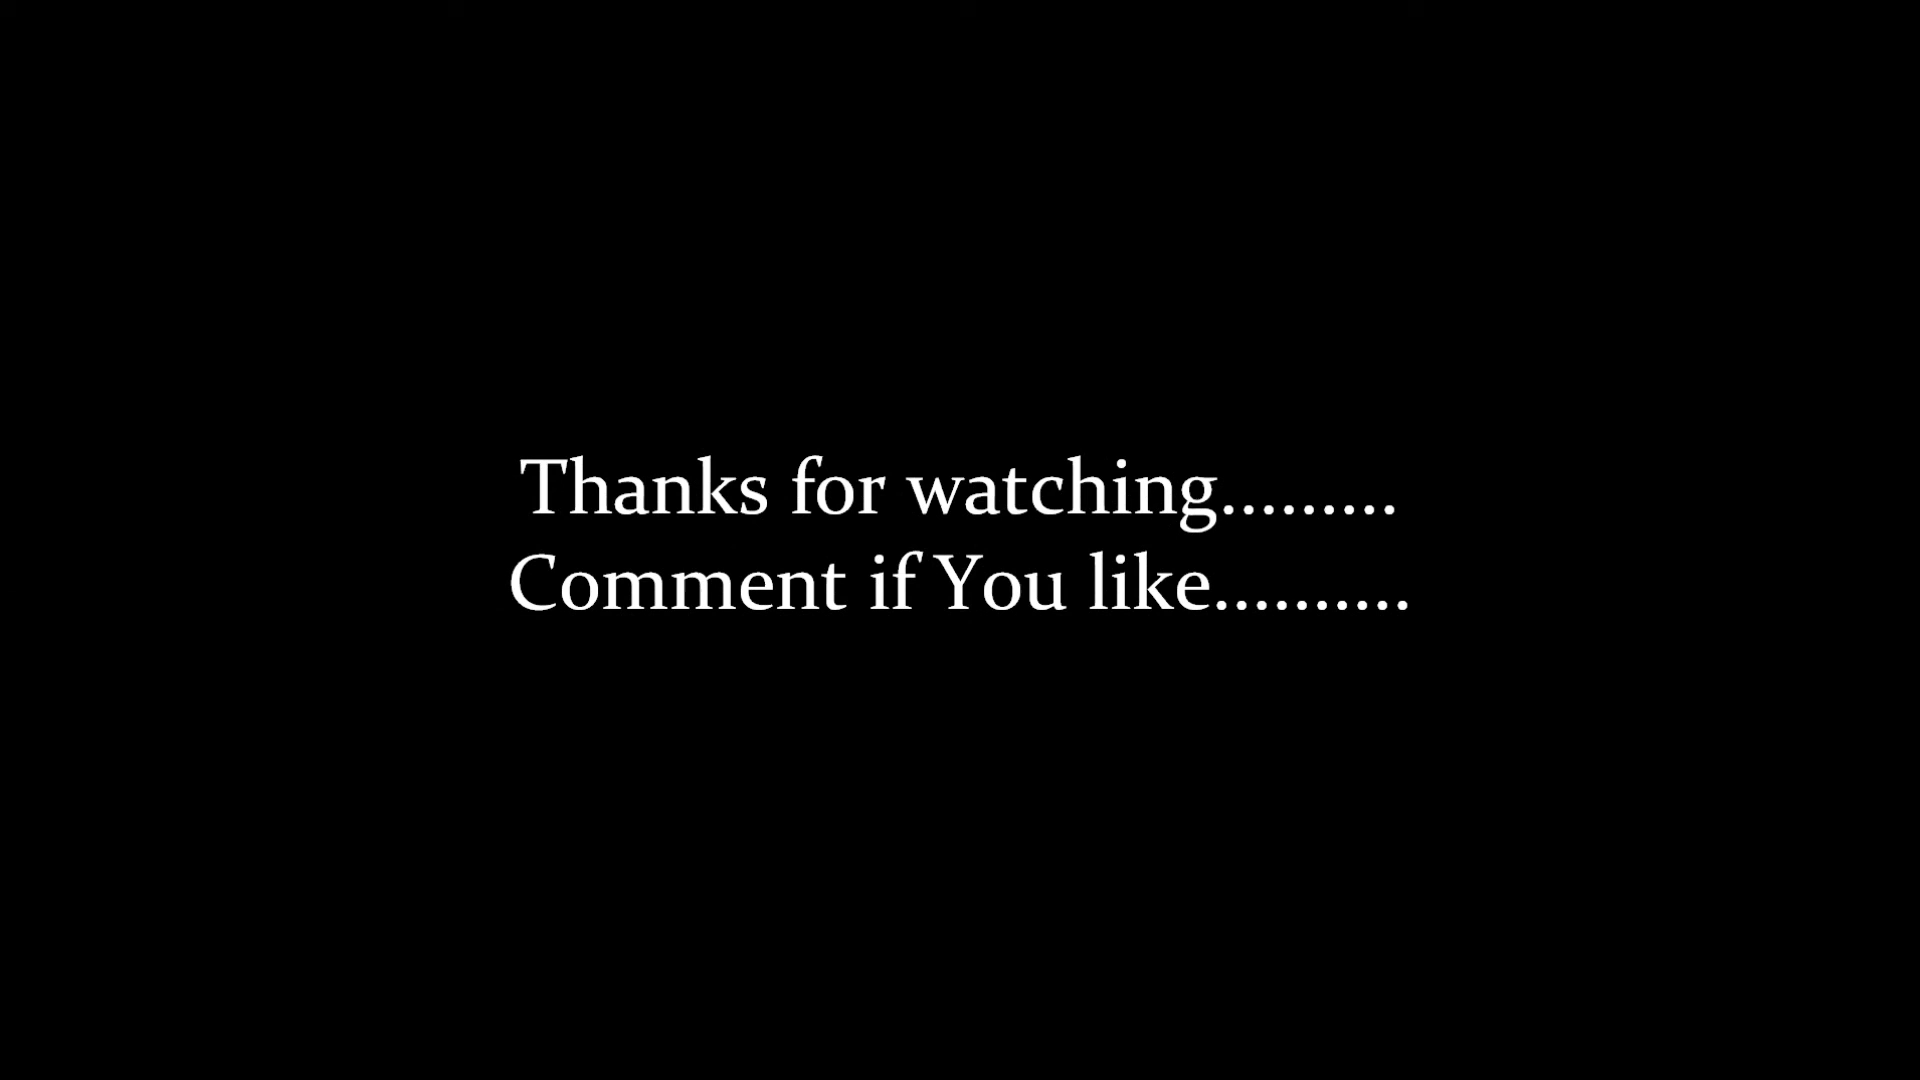 Thanks for watching.........
Comment if You like..........